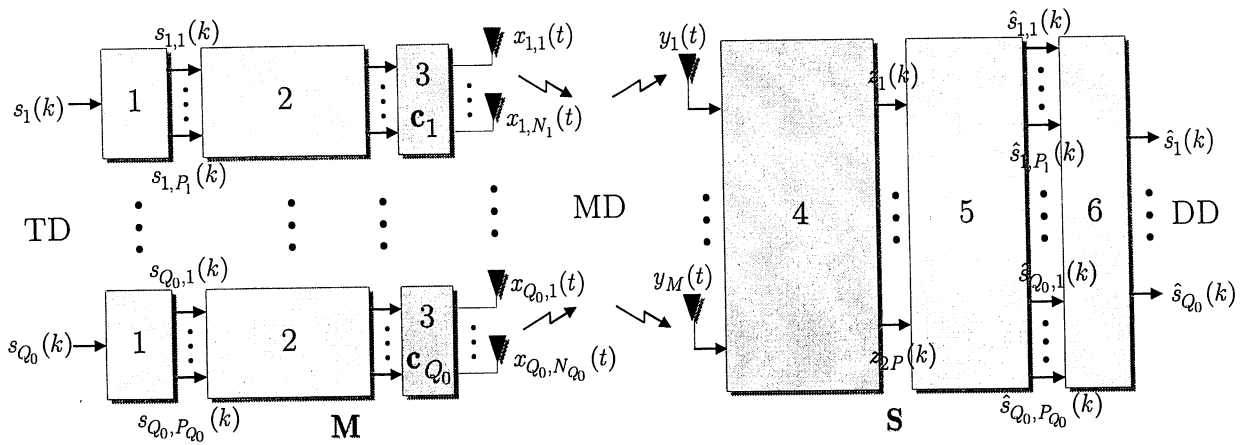 s_{1,1}(k)
x_{1,1}(t)
y_1(t)
ŝ_{1,1}(k)
s_1(k)
1
2
3
c_1
x_{1,N_1}(t)
z_1(k)
4
5
6
ŝ_1(k)
s_{1,P_1}(k)
ŝ_{1,P_1}(k)
TD
MD
DD
s_{Q_0,1}(k)
x_{Q_0,1}(t)
y_M(t)
ŝ_{Q_0,1}(k)
ŝ_{Q_0}(k)
s_{Q_0}(k)
1
2
3
c_{Q_0}
x_{Q_0,N_{Q_0}}(t)
z_{2P}(k)
s_{Q_0,P_{Q_0}}(k)
M
S
ŝ_{Q_0,P_{Q_0}}(k)